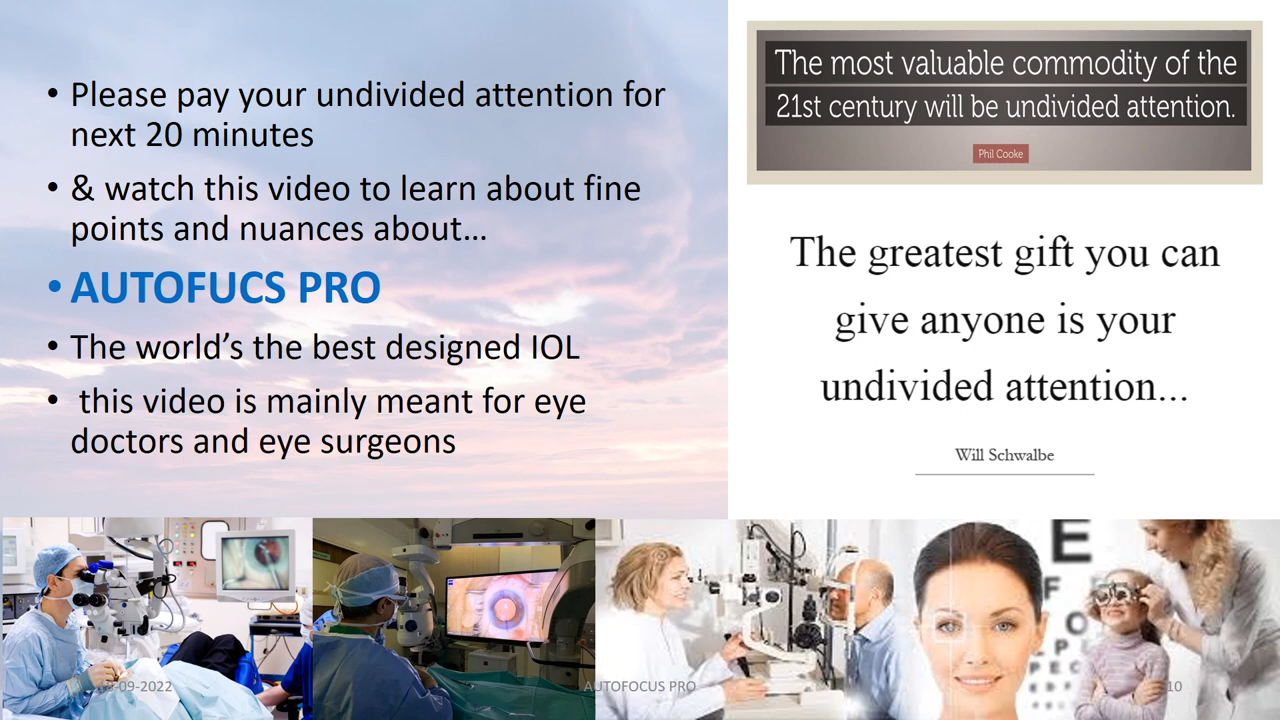 • Please pay your undivided attention for
next 20 minutes
• & watch this video to learn about fine
points and nuances about…
• AUTOFUCS PRO
• The world’s the best designed IOL
• this video is mainly meant for eye
doctors and eye surgeons
The most valuable commodity of the
21st century will be undivided attention.
Phil Cooke
The greatest gift you can
give anyone is your
undivided attention...
Will Schwalbe
E
F
O
L P
P E C
-09-2022
AUTOFOCUS PRO
10